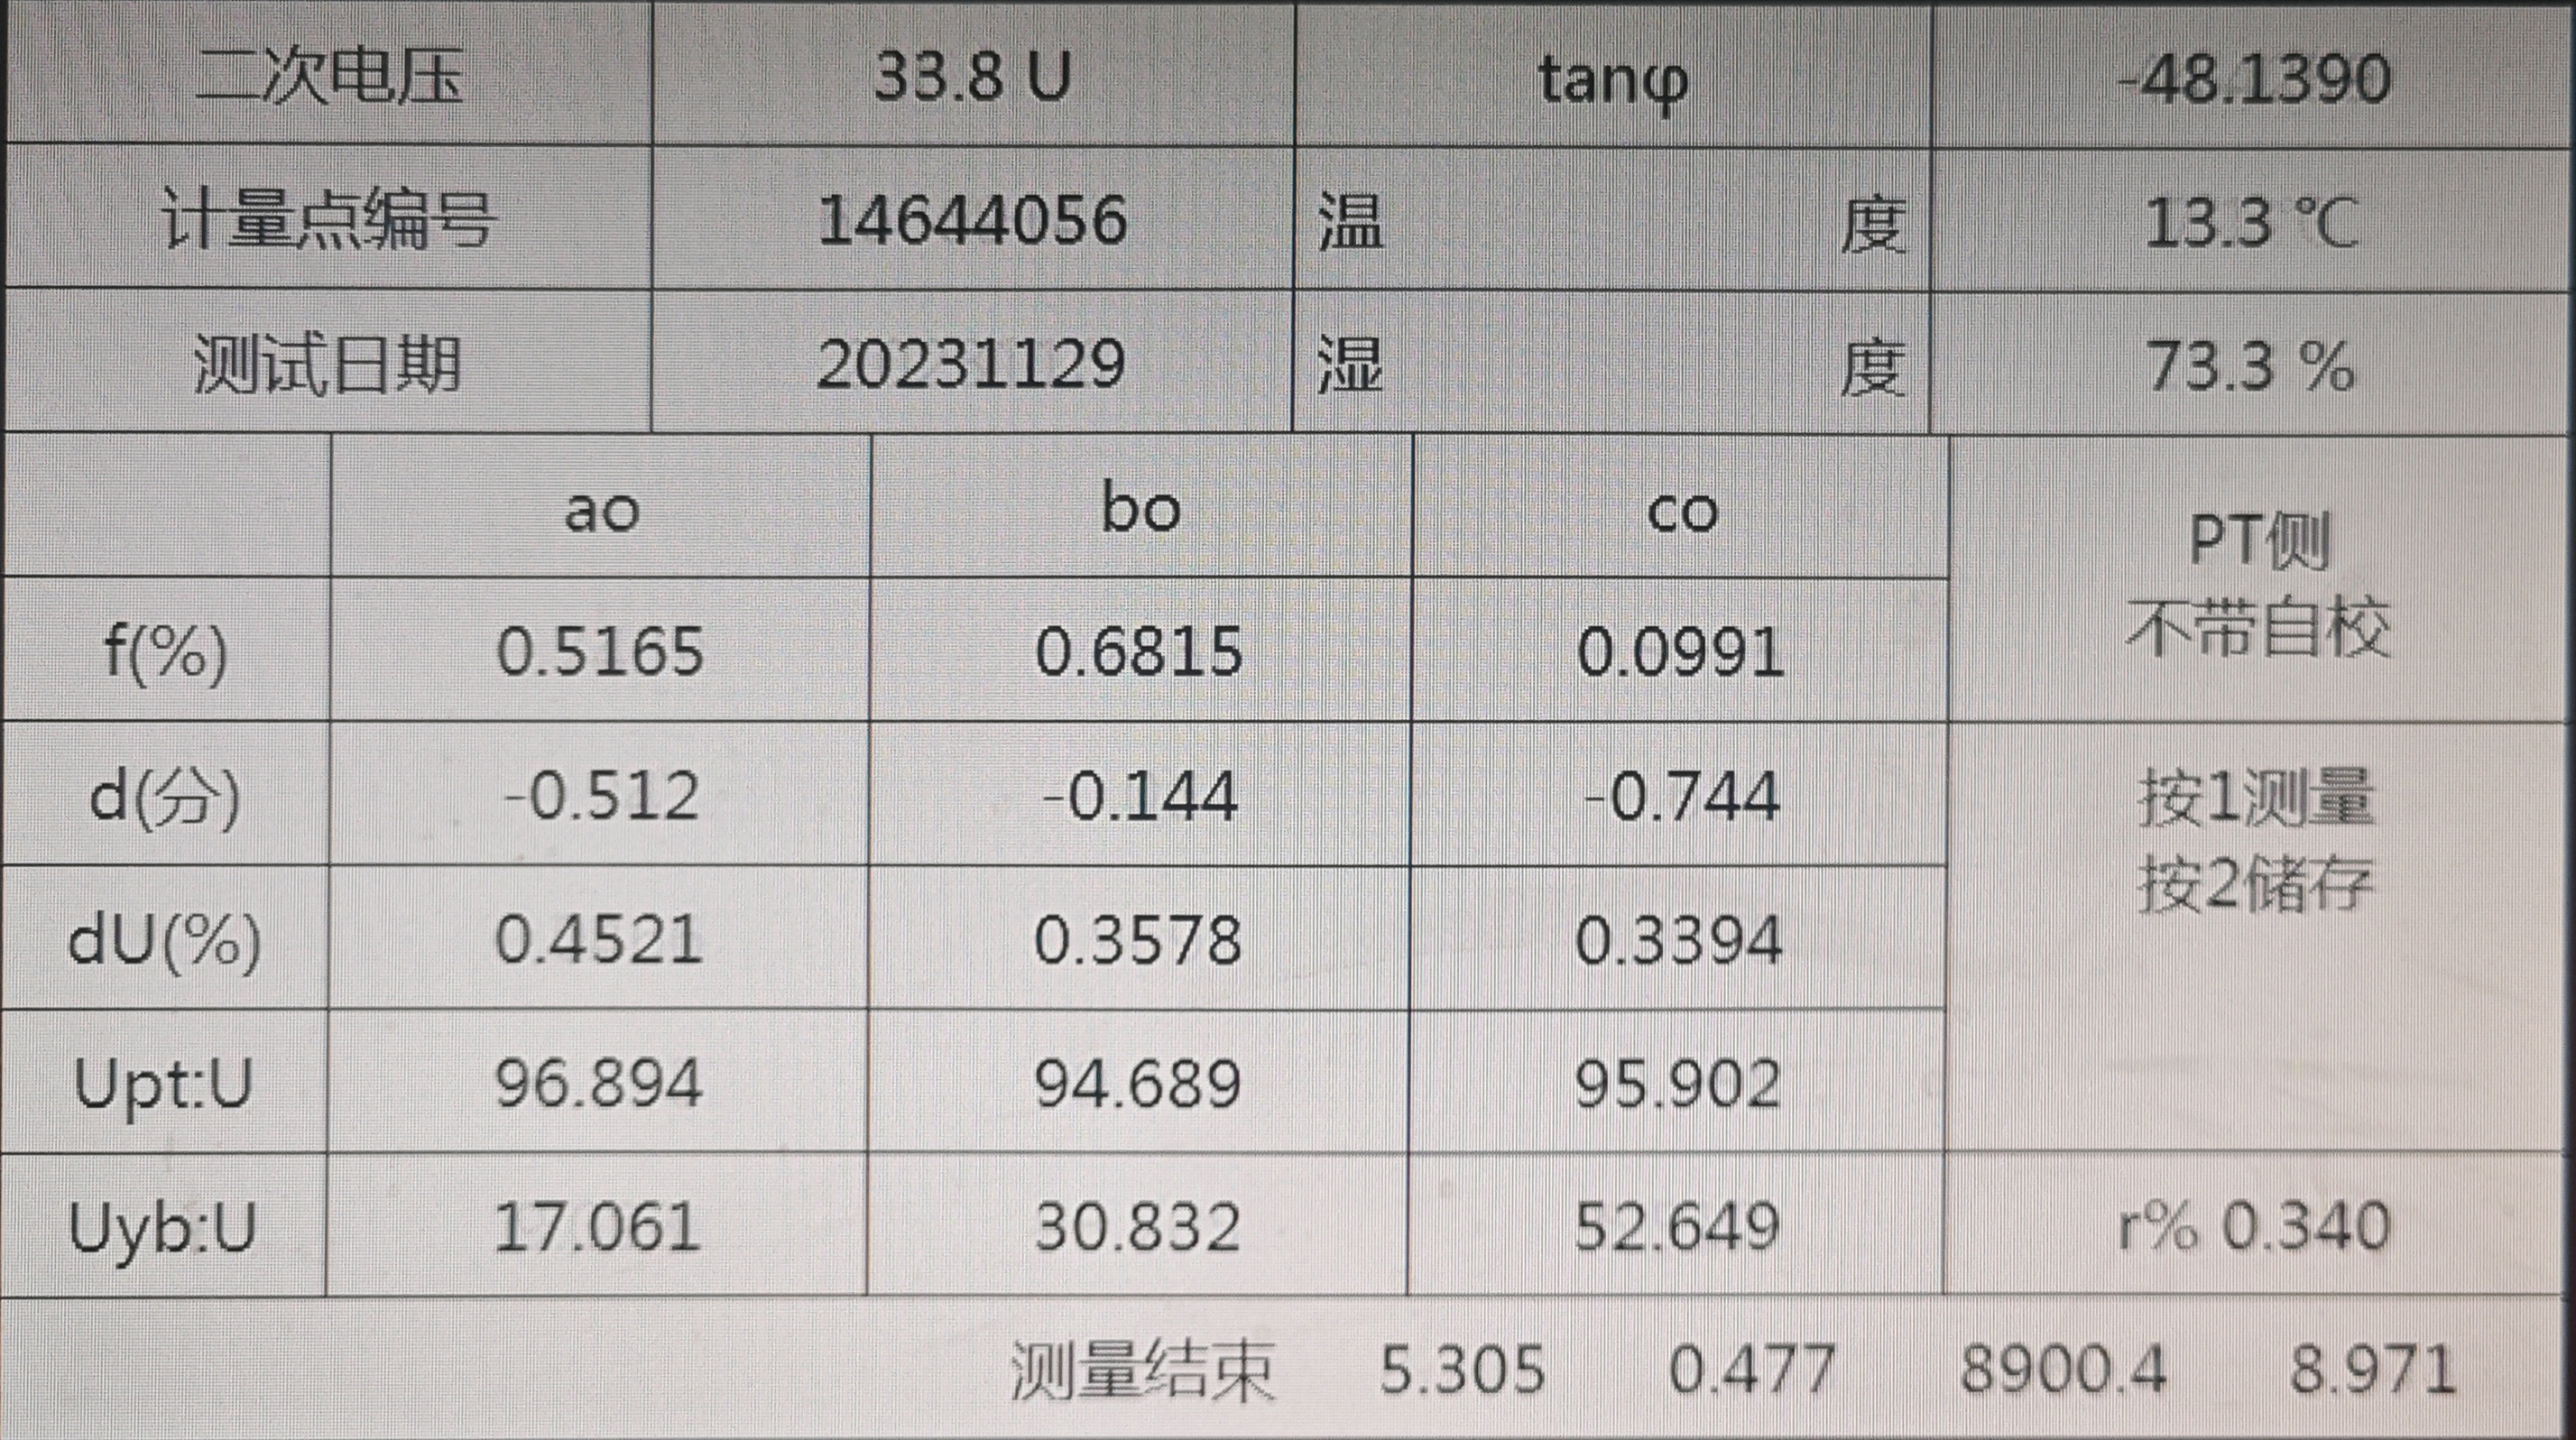 二次电压 33.8 U tanφ -48.1390
计量点编号 14644056 温 度 13.3 ℃
测试日期 20231129 湿 度 73.3 %
ao bo co PT侧
不带自校
f(%) 0.5165 0.6815 0.0991
d(分) -0.512 -0.144 -0.744 按1测量
按2储存
dU(%) 0.4521 0.3578 0.3394
Upt:U 96.894 94.689 95.902
Uyb:U 17.061 30.832 52.649 r% 0.340
测量结束 5.305 0.477 8900.4 8.971